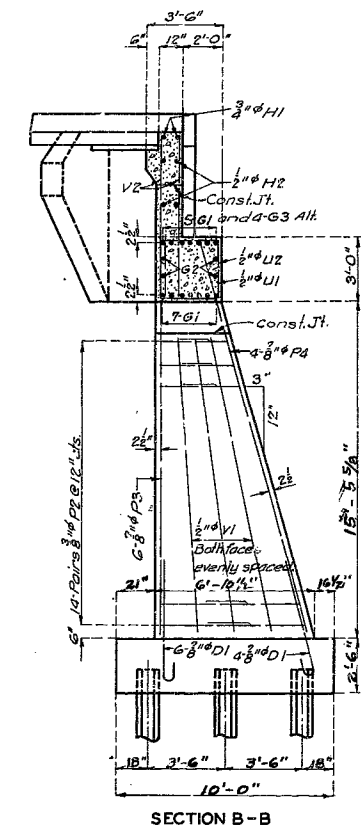 3'-6"
6" 12" 2'-0"
3/4"φ H1
1/2"φ H2
V2
Const. Jt.
5-G1 and 4-G3 Alt.
2 1/2"
G2
1/2"φ U2
1/2"φ U1
2 1/2"
3'-0"
7-G1
Const. Jt.
4-7/8"φ P4
3"
12"
2 1/2"
2 1/2
14-Pairs 3/8"φ P2 @ 12"cts.
6-7/8"φ P3
1/2"φ V1
Both faces
evenly spaced
21" 6'-10 1/2" 16 1/2"
6"
6-7/8"φ D1 4-7/8"φ D1
2'-6"
18" 3'-6" 3'-6" 18"
10'-0"
SECTION B-B